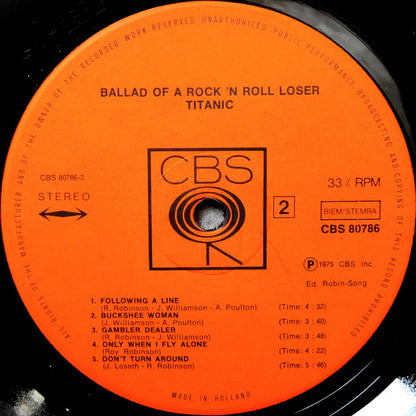 ALL RIGHTS OF THE MANUFACTURER AND OF THE OWNER OF THE RECORDED WORK RESERVED UNAUTHORIZED PUBLIC PERFORMANCE BROADCASTING AND COPYING OF THIS RECORD PROHIBITED
BALLAD OF A ROCK 'N ROLL LOSER
TITANIC
CBS 80786-2
STEREO
CBS
2
33⅓ RPM
BIEM/STEMRA
CBS 80786
Ⓟ 1975 CBS Inc.
Ed. Robin-Song
1. FOLLOWING A LINE
(R. Robinson - J. Williamson - A. Poulton) (Time: 4 : 32)
2. BUCKSHEE WOMAN
(J. Williamson - A. Poulton) (Time: 3 : 40)
3. GAMBLER DEALER
(R. Robinson - J. Williamson) (Time: 3 : 48)
4. ONLY WHEN I FLY ALONE
(Roy Robinson) (Time: 4 : 22)
5. DON'T TURN AROUND
(J. Loseth - R. Robinson) (Time: 5 : 46)
MADE IN HOLLAND